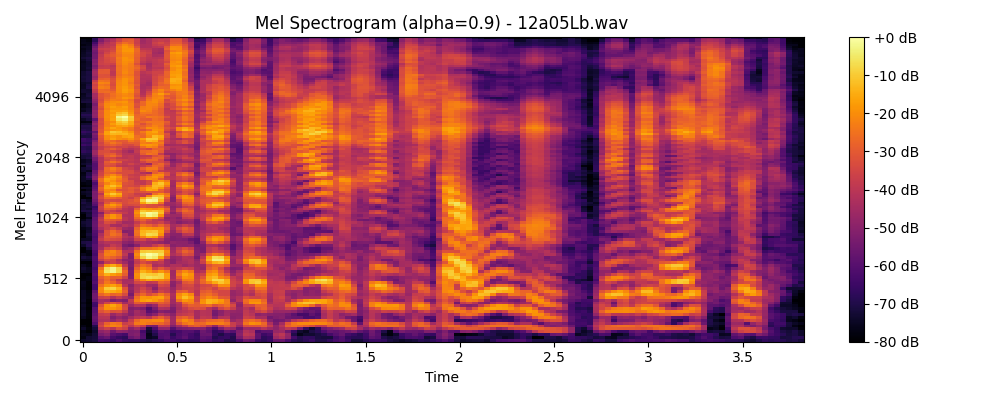 Mel Spectrogram (alpha=0.9) - 12a05Lb.wav
Mel Frequency
4096
2048
1024
512
0
0
0.5
1
1.5
2
2.5
3
3.5
Time
+0 dB
-10 dB
-20 dB
-30 dB
-40 dB
-50 dB
-60 dB
-70 dB
-80 dB